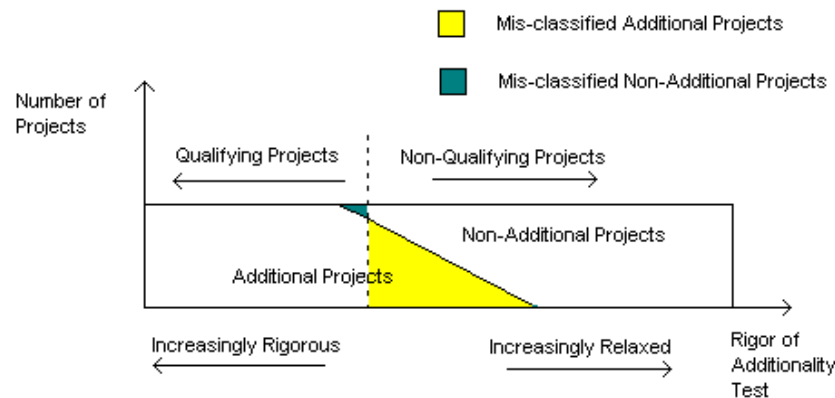 Mis-classified Additional Projects
Mis-classified Non-Additional Projects
Number of
Projects
Qualifying Projects
Non-Qualifying Projects
Non-Additional Projects
Additional Projects
Increasingly Rigorous
Increasingly Relaxed
Rigor of
Additionality
Test